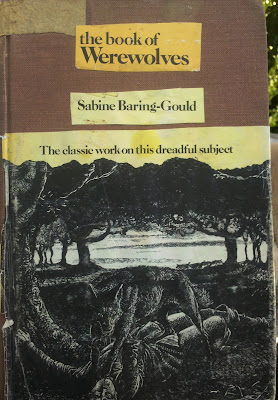 the book of
Werewolves
Sabine Baring-Gould
The classic work on this dreadful subject